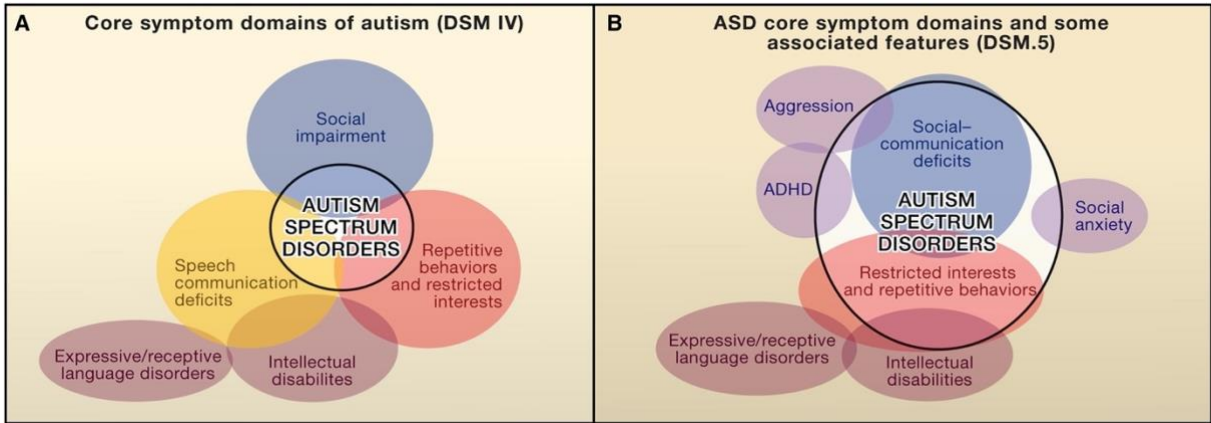 A
Core symptom domains of autism (DSM IV)
Social
impairment
AUTISM
SPECTRUM
DISORDERS
Speech
communication
deficits
Repetitive
behaviors
and restricted
interests
Expressive/receptive
language disorders
Intellectual
disabilites
B
ASD core symptom domains and some
associated features (DSM.5)
Aggression
Social–
communication
deficits
ADHD
AUTISM
SPECTRUM
DISORDERS
Social
anxiety
Restricted interests
and repetitive behaviors
Expressive/receptive
language disorders
Intellectual
disabilities